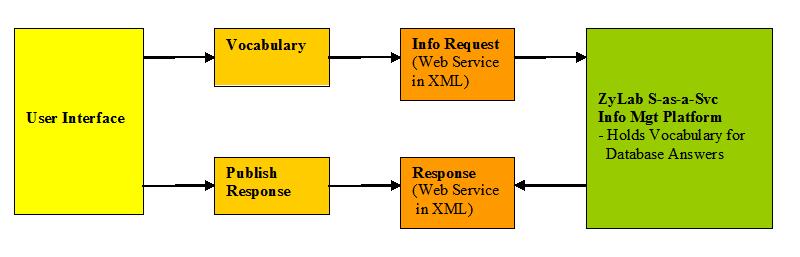 User Interface
Vocabulary
Info Request
(Web Service
in XML)
ZyLab S-as-a-Svc
Info Mgt Platform
- Holds Vocabulary for
Database Answers
Publish
Response
Response
(Web Service
in XML)